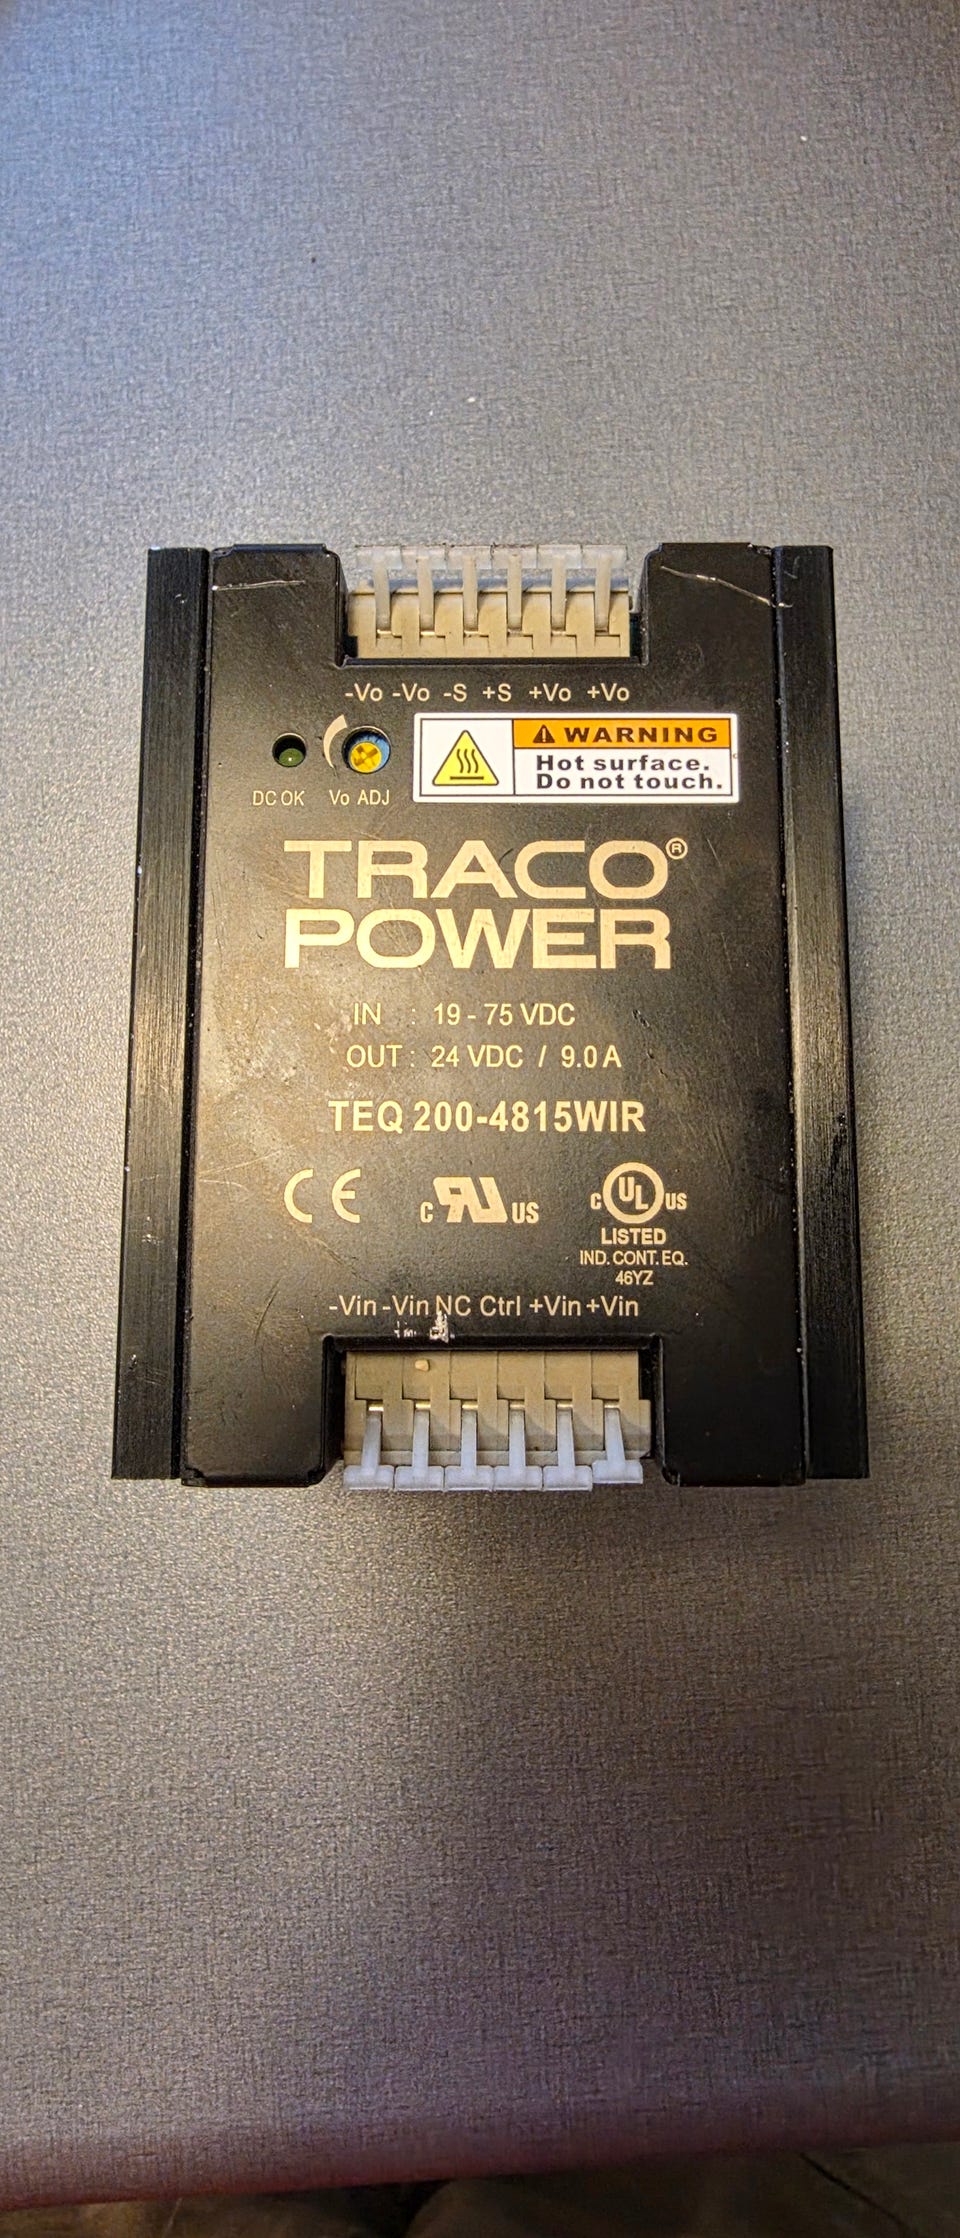 -Vo -Vo -S +S +Vo +Vo
WARNING
Hot surface.
Do not touch.
DC OK Vo ADJ
TRACO®
POWER
IN : 19 - 75 VDC
OUT : 24 VDC / 9.0 A
TEQ 200-4815WIR
CE c RU US c UL US
LISTED
IND. CONT. EQ.
46YZ
-Vin -Vin NC Ctrl +Vin +Vin